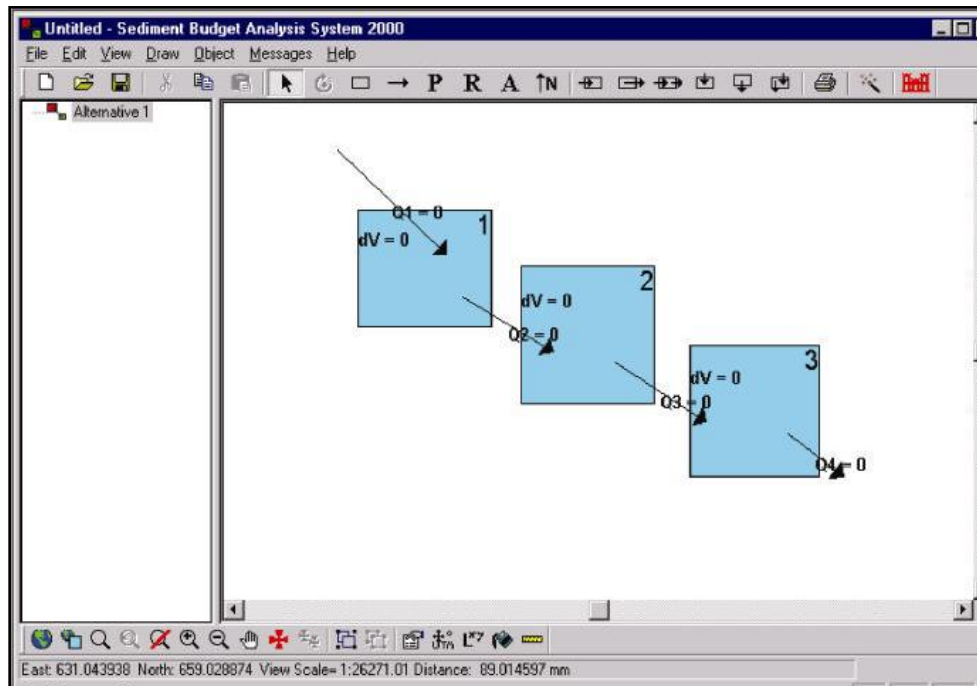 Untitled - Sediment Budget Analysis System 2000
File Edit View Draw Object Messages Help
P R A N
Alternative 1
Q1 = 0
1
dV = 0
2
dV = 0
Q2 = 0
3
dV = 0
Q3 = 0
Q4 = 0
East: 631.043938 North: 659.028874 View Scale= 1:26271.01 Distance: 89.014597 mm